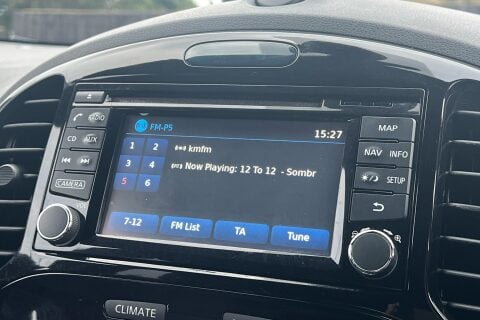 FM-P5
15:27
1 2
kmfm
3 4
Now Playing: 12 To 12 - Sombr
5 6
7-12
FM List
TA
Tune
RADIO
CD AUX
CAMERA
MAP
NAV INFO
SETUP
CLIMATE